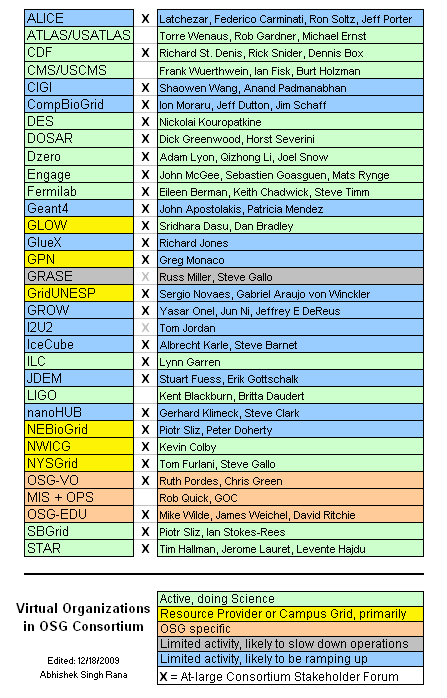 ALICE X Latchezar, Federico Carminati, Ron Soltz, Jeff Porter
ATLAS/USATLAS Torre Wenaus, Rob Gardner, Michael Ernst
CDF X Richard St. Denis, Rick Snider, Dennis Box
CMS/USCMS Frank Wuerthwein, Ian Fisk, Burt Holzman
CIGI X Shaowen Wang, Anand Padmanabhan
CompBioGrid X Ion Moraru, Jeff Dutton, Jim Schaff
DES X Nickolai Kouropatkine
DOSAR X Dick Greenwood, Horst Severini
Dzero X Adam Lyon, Qizhong Li, Joel Snow
Engage X John McGee, Sebastien Goasguen, Mats Rynge
Fermilab X Eileen Berman, Keith Chadwick, Steve Timm
Geant4 X John Apostolakis, Patricia Mendez
GLOW X Sridhara Dasu, Dan Bradley
GlueX X Richard Jones
GPN X Greg Monaco
GRASE X Russ Miller, Steve Gallo
GridUNESP X Sergio Novaes, Gabriel Araujo von Winckler
GROW X Yasar Onel, Jun Ni, Jeffrey E DeReus
I2U2 X Tom Jordan
IceCube X Albrecht Karle, Steve Barnet
ILC X Lynn Garren
JDEM X Stuart Fuess, Erik Gottschalk
LIGO Kent Blackburn, Britta Daudert
nanoHUB X Gerhard Klimeck, Steve Clark
NEBioGrid X Piotr Sliz, Peter Doherty
NWICG X Kevin Colby
NYSGrid X Tom Furlani, Steve Gallo
OSG-VO X Ruth Pordes, Chris Green
MIS + OPS Rob Quick, GOC
OSG-EDU X Mike Wilde, James Weichel, David Ritchie
SBGrid X Piotr Sliz, Ian Stokes-Rees
STAR X Tim Hallman, Jerome Lauret, Levente Hajdu
Virtual Organizations
in OSG Consortium
Edited: 12/18/2009
Abhishek Singh Rana
Active, doing Science
Resource Provider or Campus Grid, primarily
OSG specific
Limited activity, likely to slow down operations
Limited activity, likely to be ramping up
X = At-large Consortium Stakeholder Forum